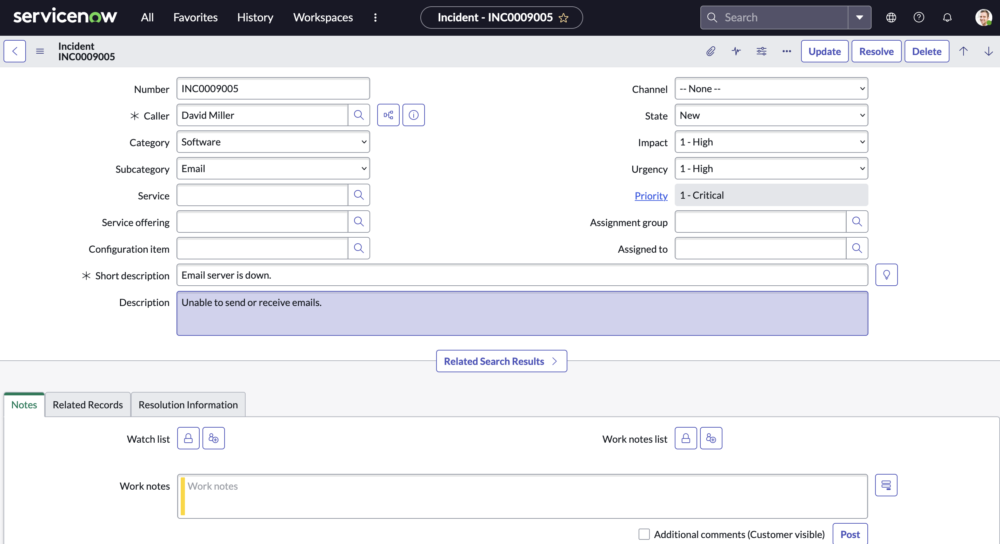 servicenow All Favorites History Workspaces Incident - INC0009005 Search
Incident
INC0009005
Update Resolve Delete
Number INC0009005 Channel -- None --
Caller David Miller State New
Category Software Impact 1 - High
Subcategory Email Urgency 1 - High
Service Priority 1 - Critical
Service offering Assignment group
Configuration item Assigned to
Short description Email server is down.
Description Unable to send or receive emails.
Related Search Results
Notes Related Records Resolution Information
Watch list Work notes list
Work notes Work notes
Additional comments (Customer visible) Post